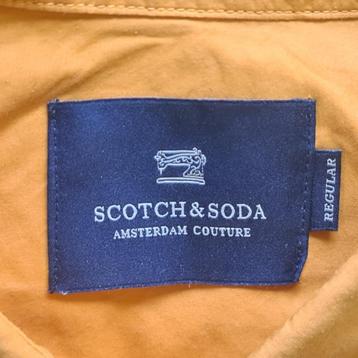 SCOTCH & SODA
AMSTERDAM COUTURE
REGULAR